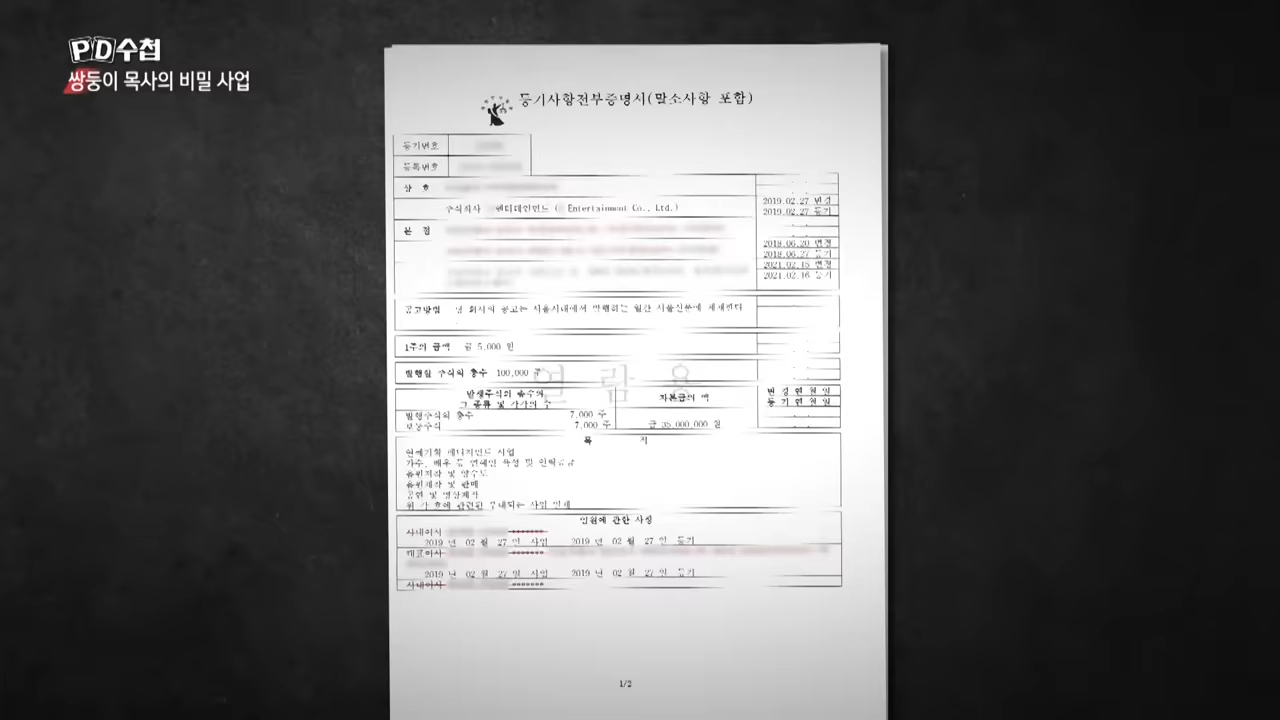 PD수첩
쌍둥이 목사의 비밀 사업
등기사항전부증명서(말소사항 포함)
등기번호
등록번호
상 호
주식회사 엔터테인먼트 ( Entertainment Co., Ltd.)
2019.02.27 변경
2019.02.27 등기
본 점
2018.06.20 변경
2018.06.27 등기
2021.02.15 변경
2021.02.16 등기
공고방법 당 회사의 공고는 서울시내에서 발행하는 일간 서울신문에 게재한다
1주의 금액 금 5,000 원
발행할 주식의 총수 100,000 주
열 람 용
발행주식의 총수와
그 종류 및 각각의 수
자본금의 액
변 경 연 월 일
등 기 연 월 일
발행주식의 총수 7,000 주
보통주식 7,000 주 금 35,000,000 원
목 적
연예기획 매니지먼트 사업
가수, 배우 등 연예인 육성 및 인력공급
음원제작 및 양수도
음원제작 및 판매
공연 및 영상제작
위 각 호에 관련된 부대되는 사업 일체
임원에 관한 사항
사내이사 *******
2019 년 02 월 27 일 사임 2019 년 02 월 27 일 등기
대표이사 *******
2019 년 02 월 27 일 사임 2019 년 02 월 27 일 등기
사내이사 *******
1/2